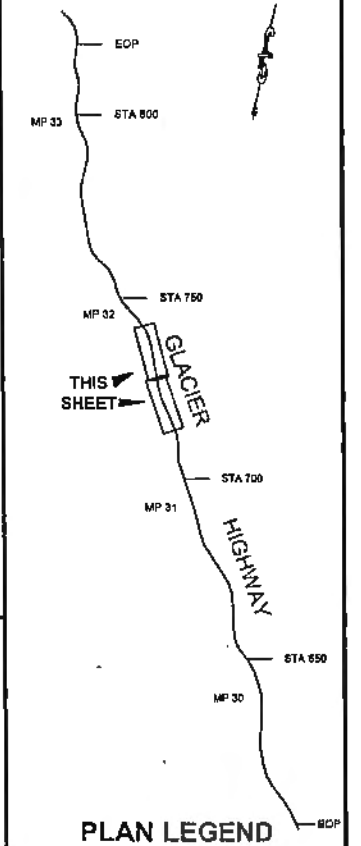 EOP
STA 800
MP 33
STA 750
MP 32
GLACIER
THIS
SHEET
STA 700
MP 31
HIGHWAY
STA 650
MP 30
BOP
PLAN LEGEND